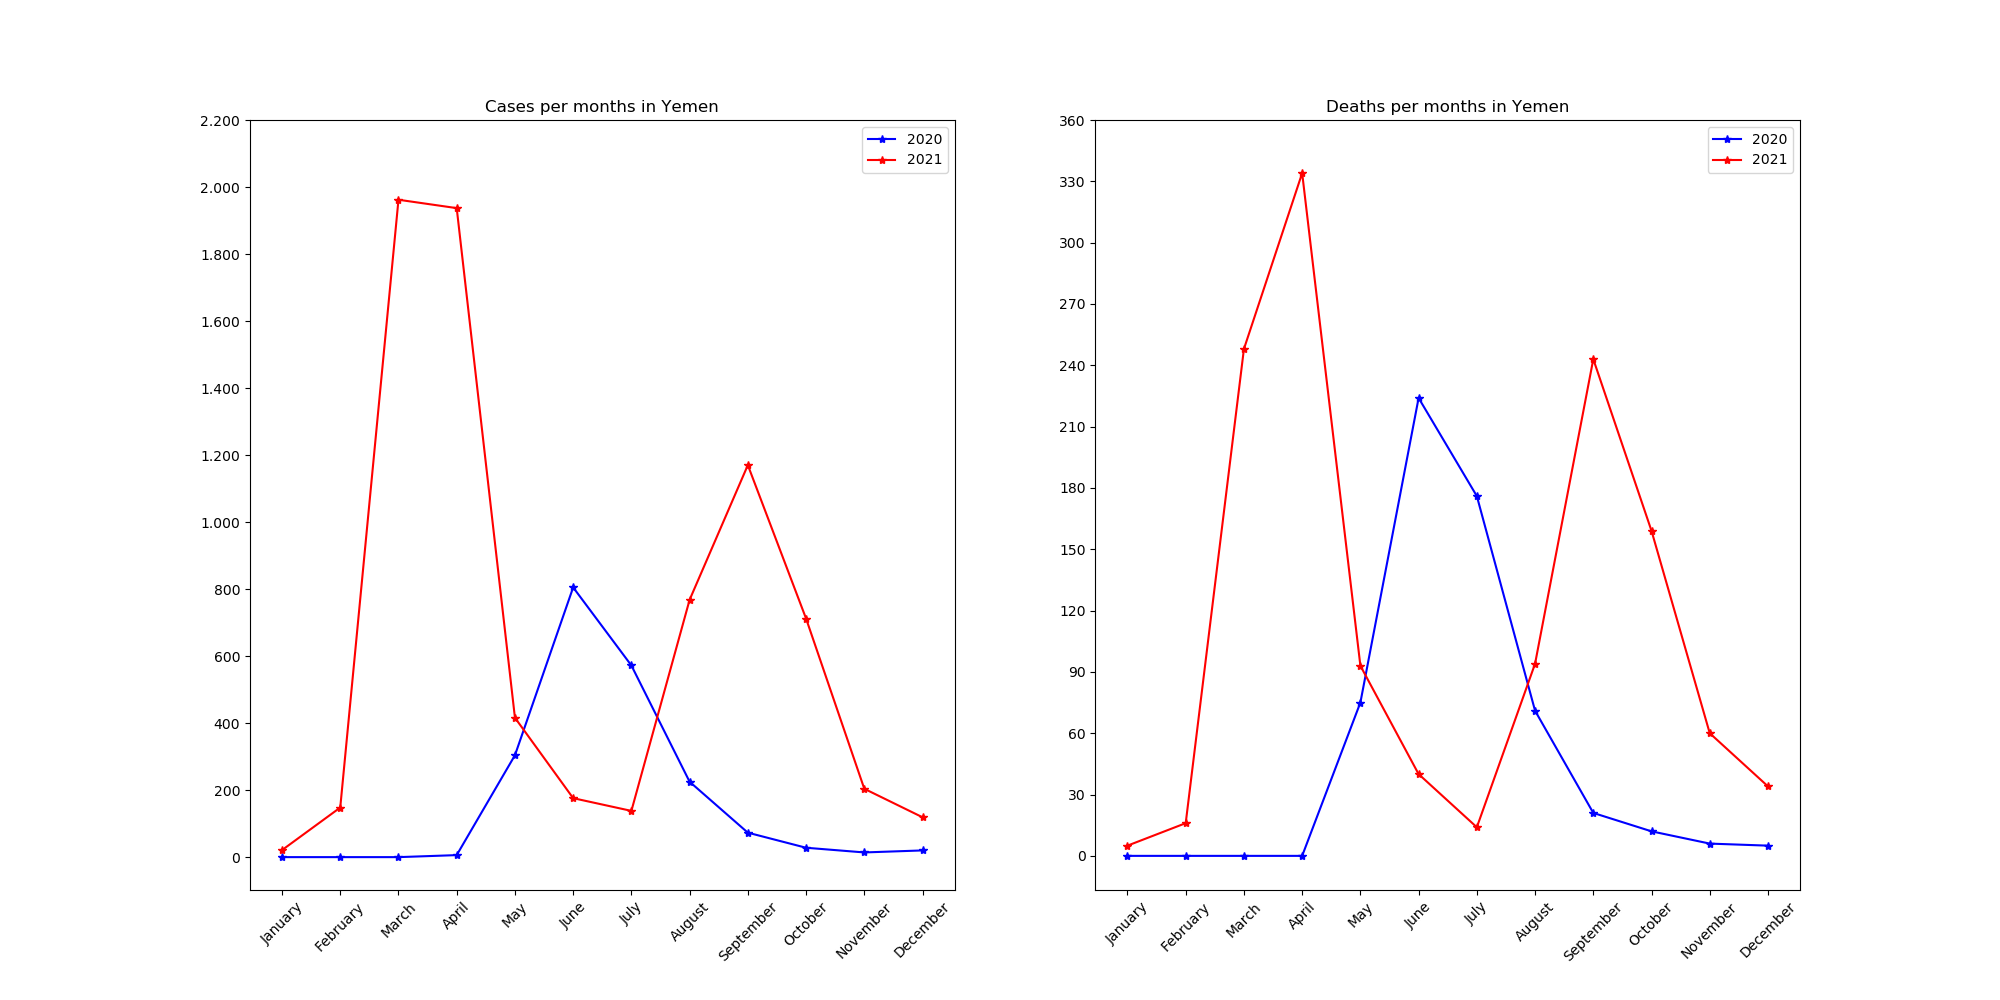 Cases per months in Yemen
2.200
2.000
1.800
1.600
1.400
1.200
1.000
800
600
400
200
0
2020
2021
January
February
March
April
May
June
July
August
September
October
November
December
Deaths per months in Yemen
360
330
300
270
240
210
180
150
120
90
60
30
0
2020
2021
January
February
March
April
May
June
July
August
September
October
November
December